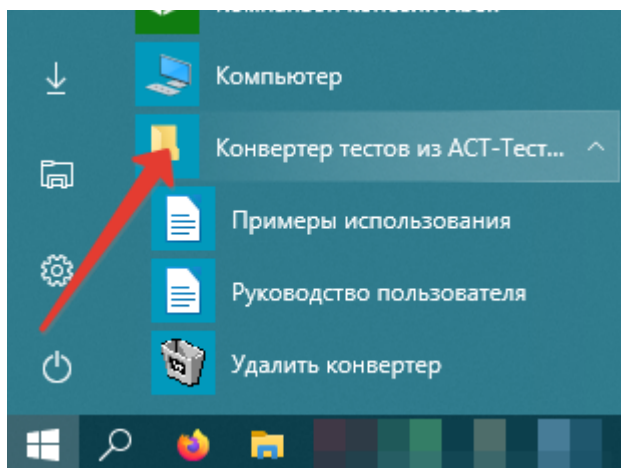 Компьютер
Конвертер тестов из АСТ-Тест...
Примеры использования
Руководство пользователя
Удалить конвертер